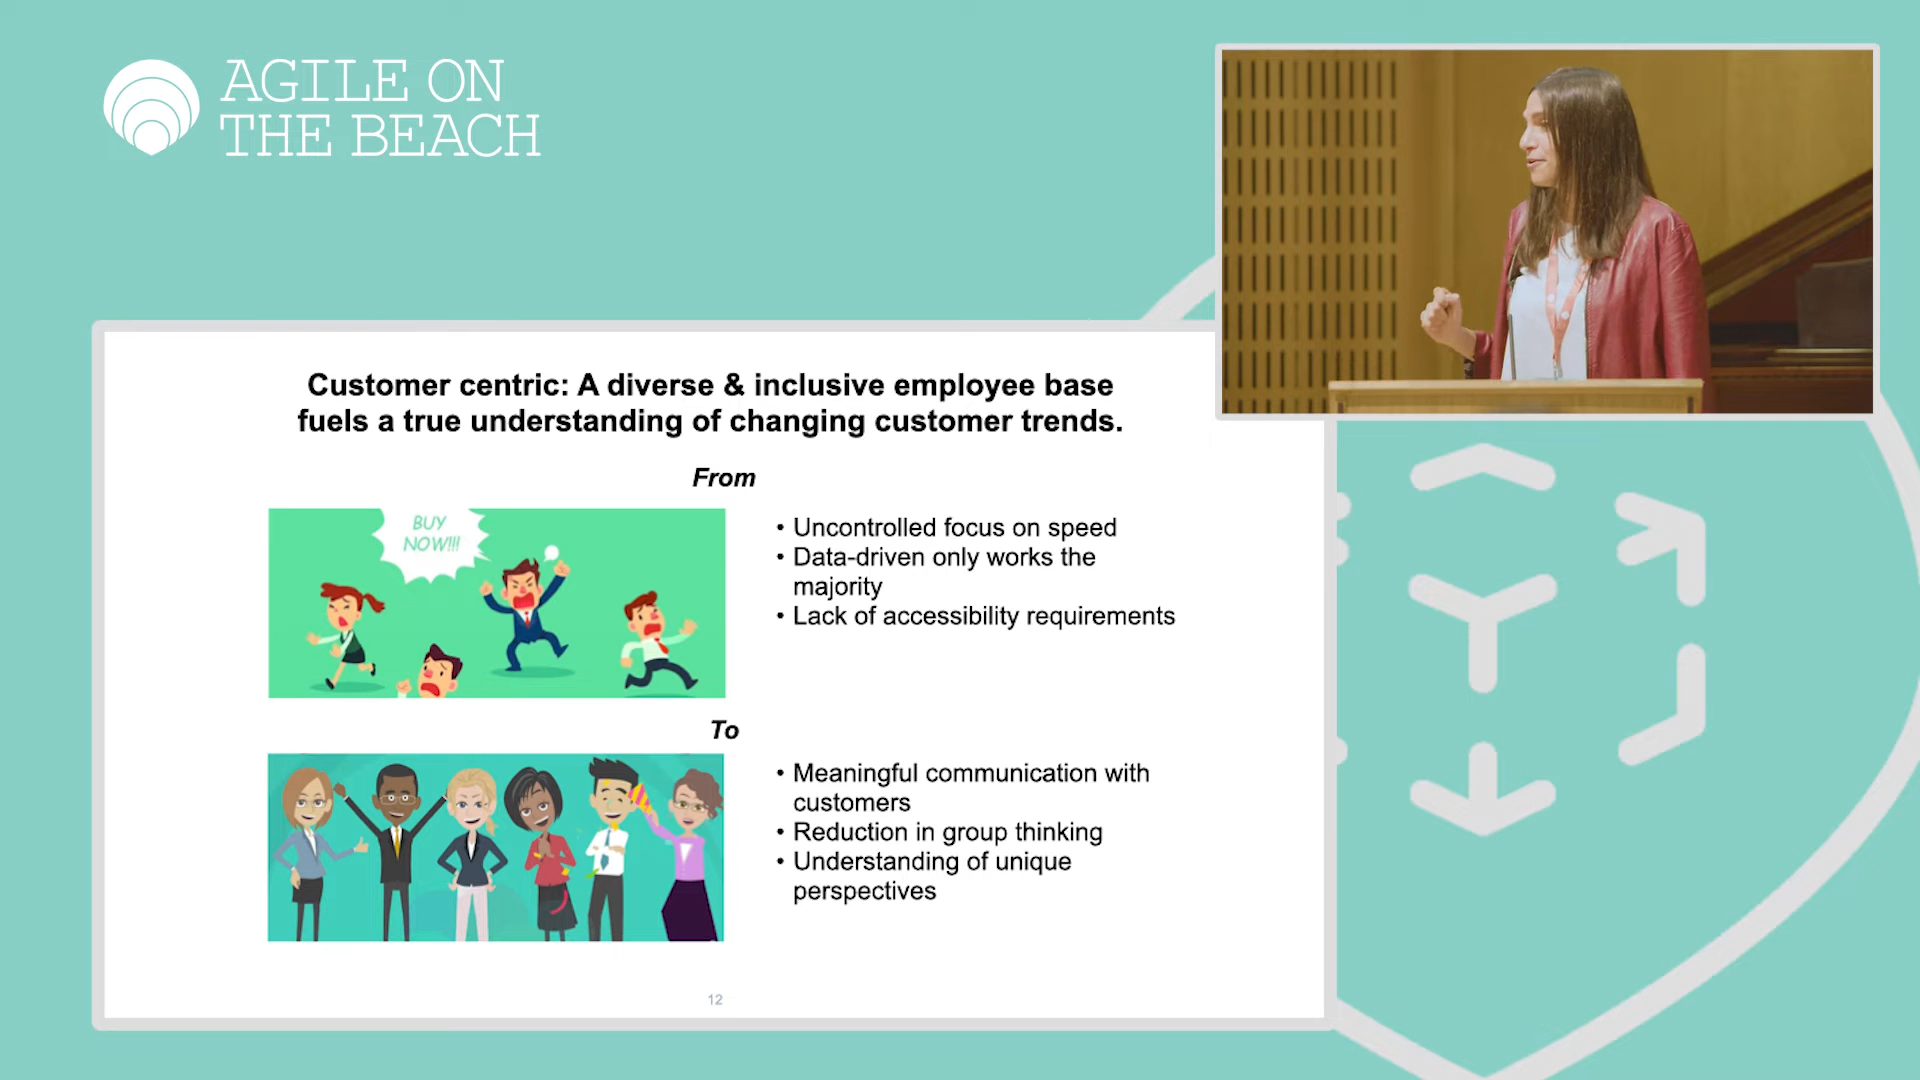 AGILE ON
THE BEACH
Customer centric: A diverse & inclusive employee base
fuels a true understanding of changing customer trends.
From
BUY
NOW!!!
• Uncontrolled focus on speed
• Data-driven only works the
majority
• Lack of accessibility requirements
To
• Meaningful communication with
customers
• Reduction in group thinking
• Understanding of unique
perspectives
12